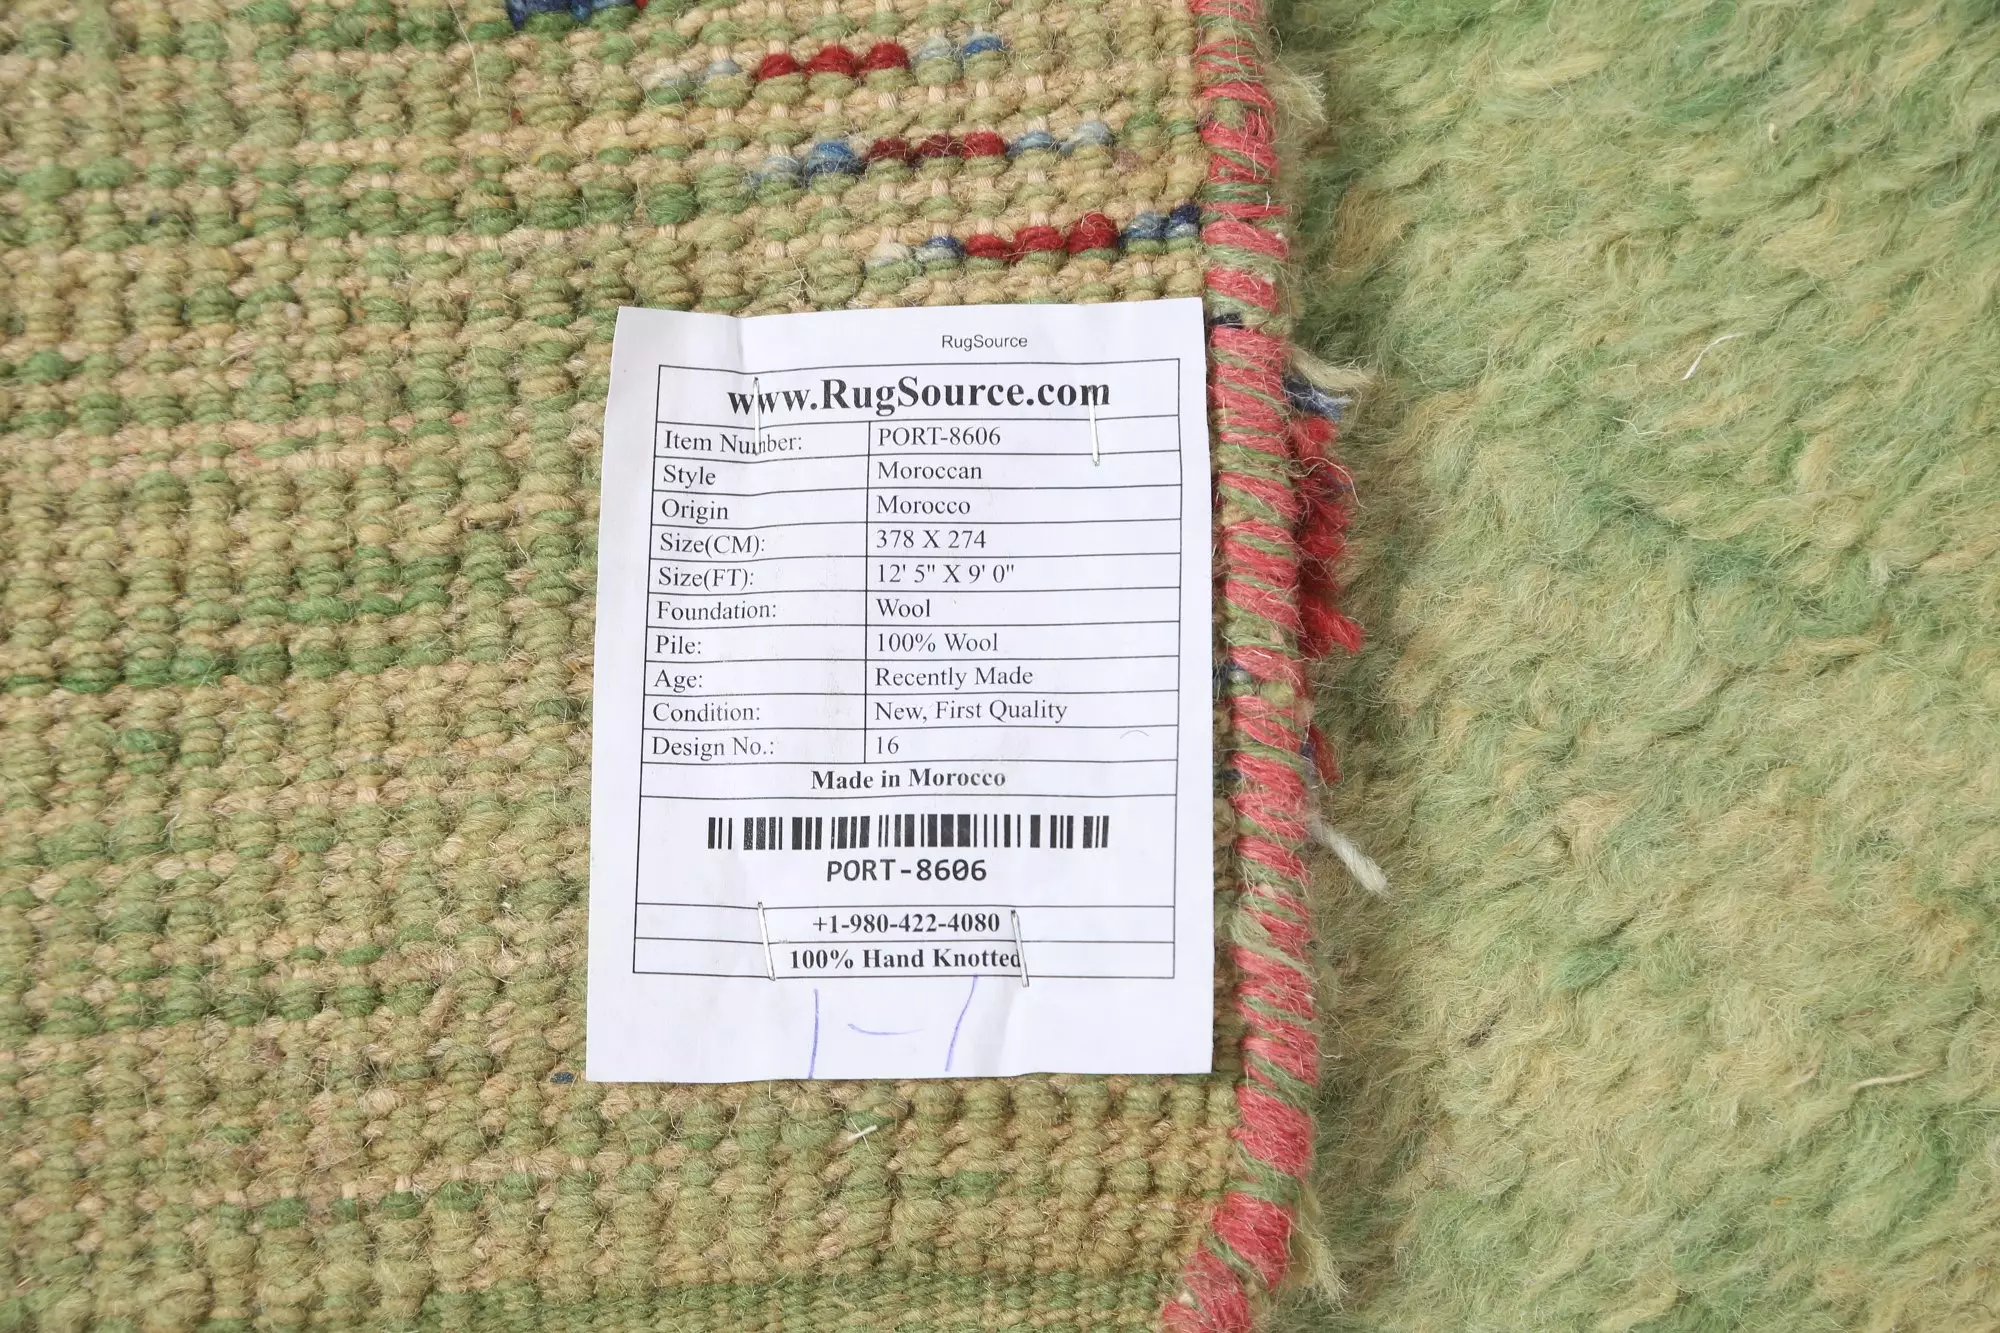 RugSource
www.RugSource.com
Item Number: PORT-8606
Style Moroccan
Origin Morocco
Size(CM): 378 X 274
Size(FT): 12' 5" X 9' 0"
Foundation: Wool
Pile: 100% Wool
Age: Recently Made
Condition: New, First Quality
Design No.: 16
Made in Morocco
PORT-8606
+1-980-422-4080
100% Hand Knotted
1-1